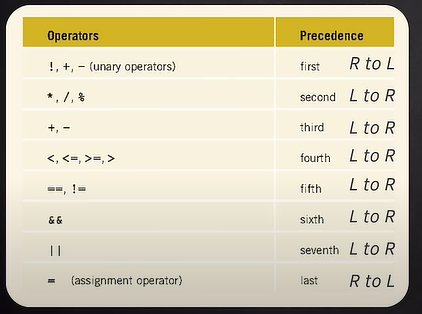 Operators Precedence
!, +, - (unary operators) first R to L
*, /, % second L to R
+, - third L to R
<, <=, >=, > fourth L to R
==, != fifth L to R
&& sixth L to R
|| seventh L to R
= (assignment operator) last R to L